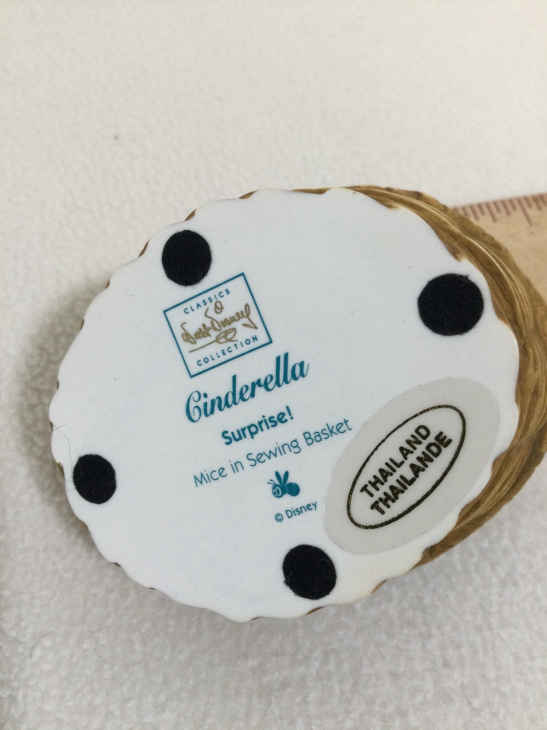 CLASSICS
Walt Disney
COLLECTION
Cinderella
Surprise!
Mice in Sewing Basket
© Disney
THAILAND
THAILANDE